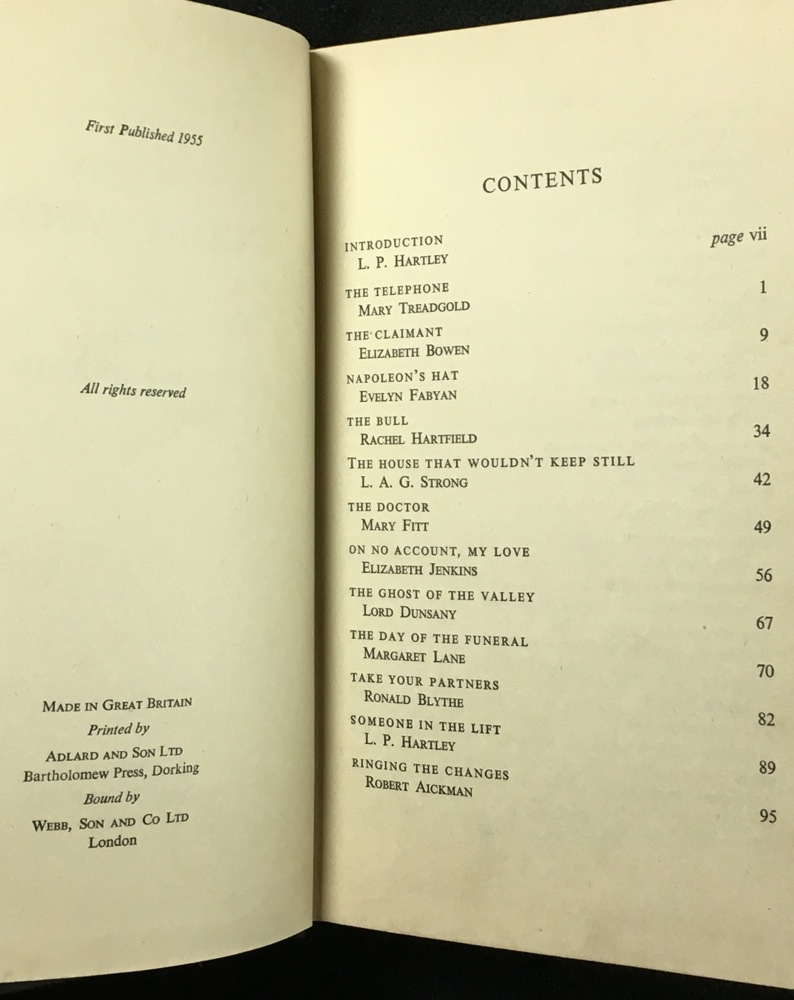 First Published 1955
All rights reserved
MADE IN GREAT BRITAIN
Printed by
ADLARD AND SON LTD
Bartholomew Press, Dorking
Bound by
WEBB, SON AND CO LTD
London
CONTENTS
INTRODUCTION page vii
L. P. HARTLEY
THE TELEPHONE 1
MARY TREADGOLD
THE CLAIMANT 9
ELIZABETH BOWEN
NAPOLEON'S HAT 18
EVELYN FABYAN
THE BULL 34
RACHEL HARTFIELD
THE HOUSE THAT WOULDN'T KEEP STILL 42
L. A. G. STRONG
THE DOCTOR 49
MARY FITT
ON NO ACCOUNT, MY LOVE 56
ELIZABETH JENKINS
THE GHOST OF THE VALLEY 67
LORD DUNSANY
THE DAY OF THE FUNERAL 70
MARGARET LANE
TAKE YOUR PARTNERS 82
RONALD BLYTHE
SOMEONE IN THE LIFT 89
L. P. HARTLEY
RINGING THE CHANGES 95
ROBERT AICKMAN